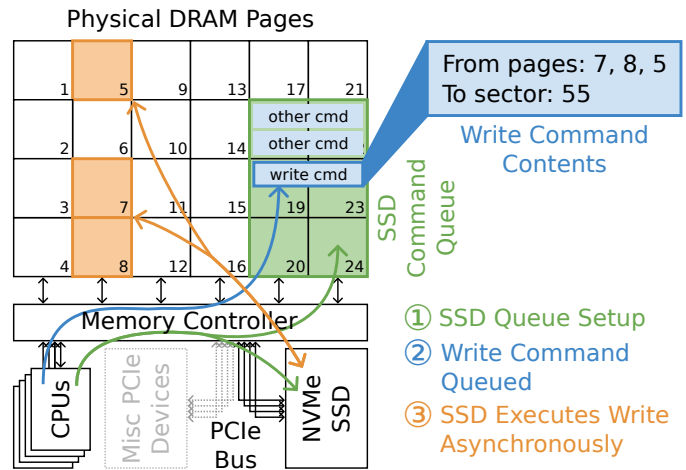 Physical DRAM Pages
1
5
9
13
17
21
other cmd
other cmd
2
6
10
14
write cmd
3
7
11
15
19
23
4
8
12
16
20
24
From pages: 7, 8, 5
To sector: 55
Write Command
Contents
SSD
Command
Queue
Memory Controller
CPUs
Misc PCIe
Devices
PCIe
Bus
NVMe
SSD
① SSD Queue Setup
② Write Command
Queued
③ SSD Executes Write
Asynchronously